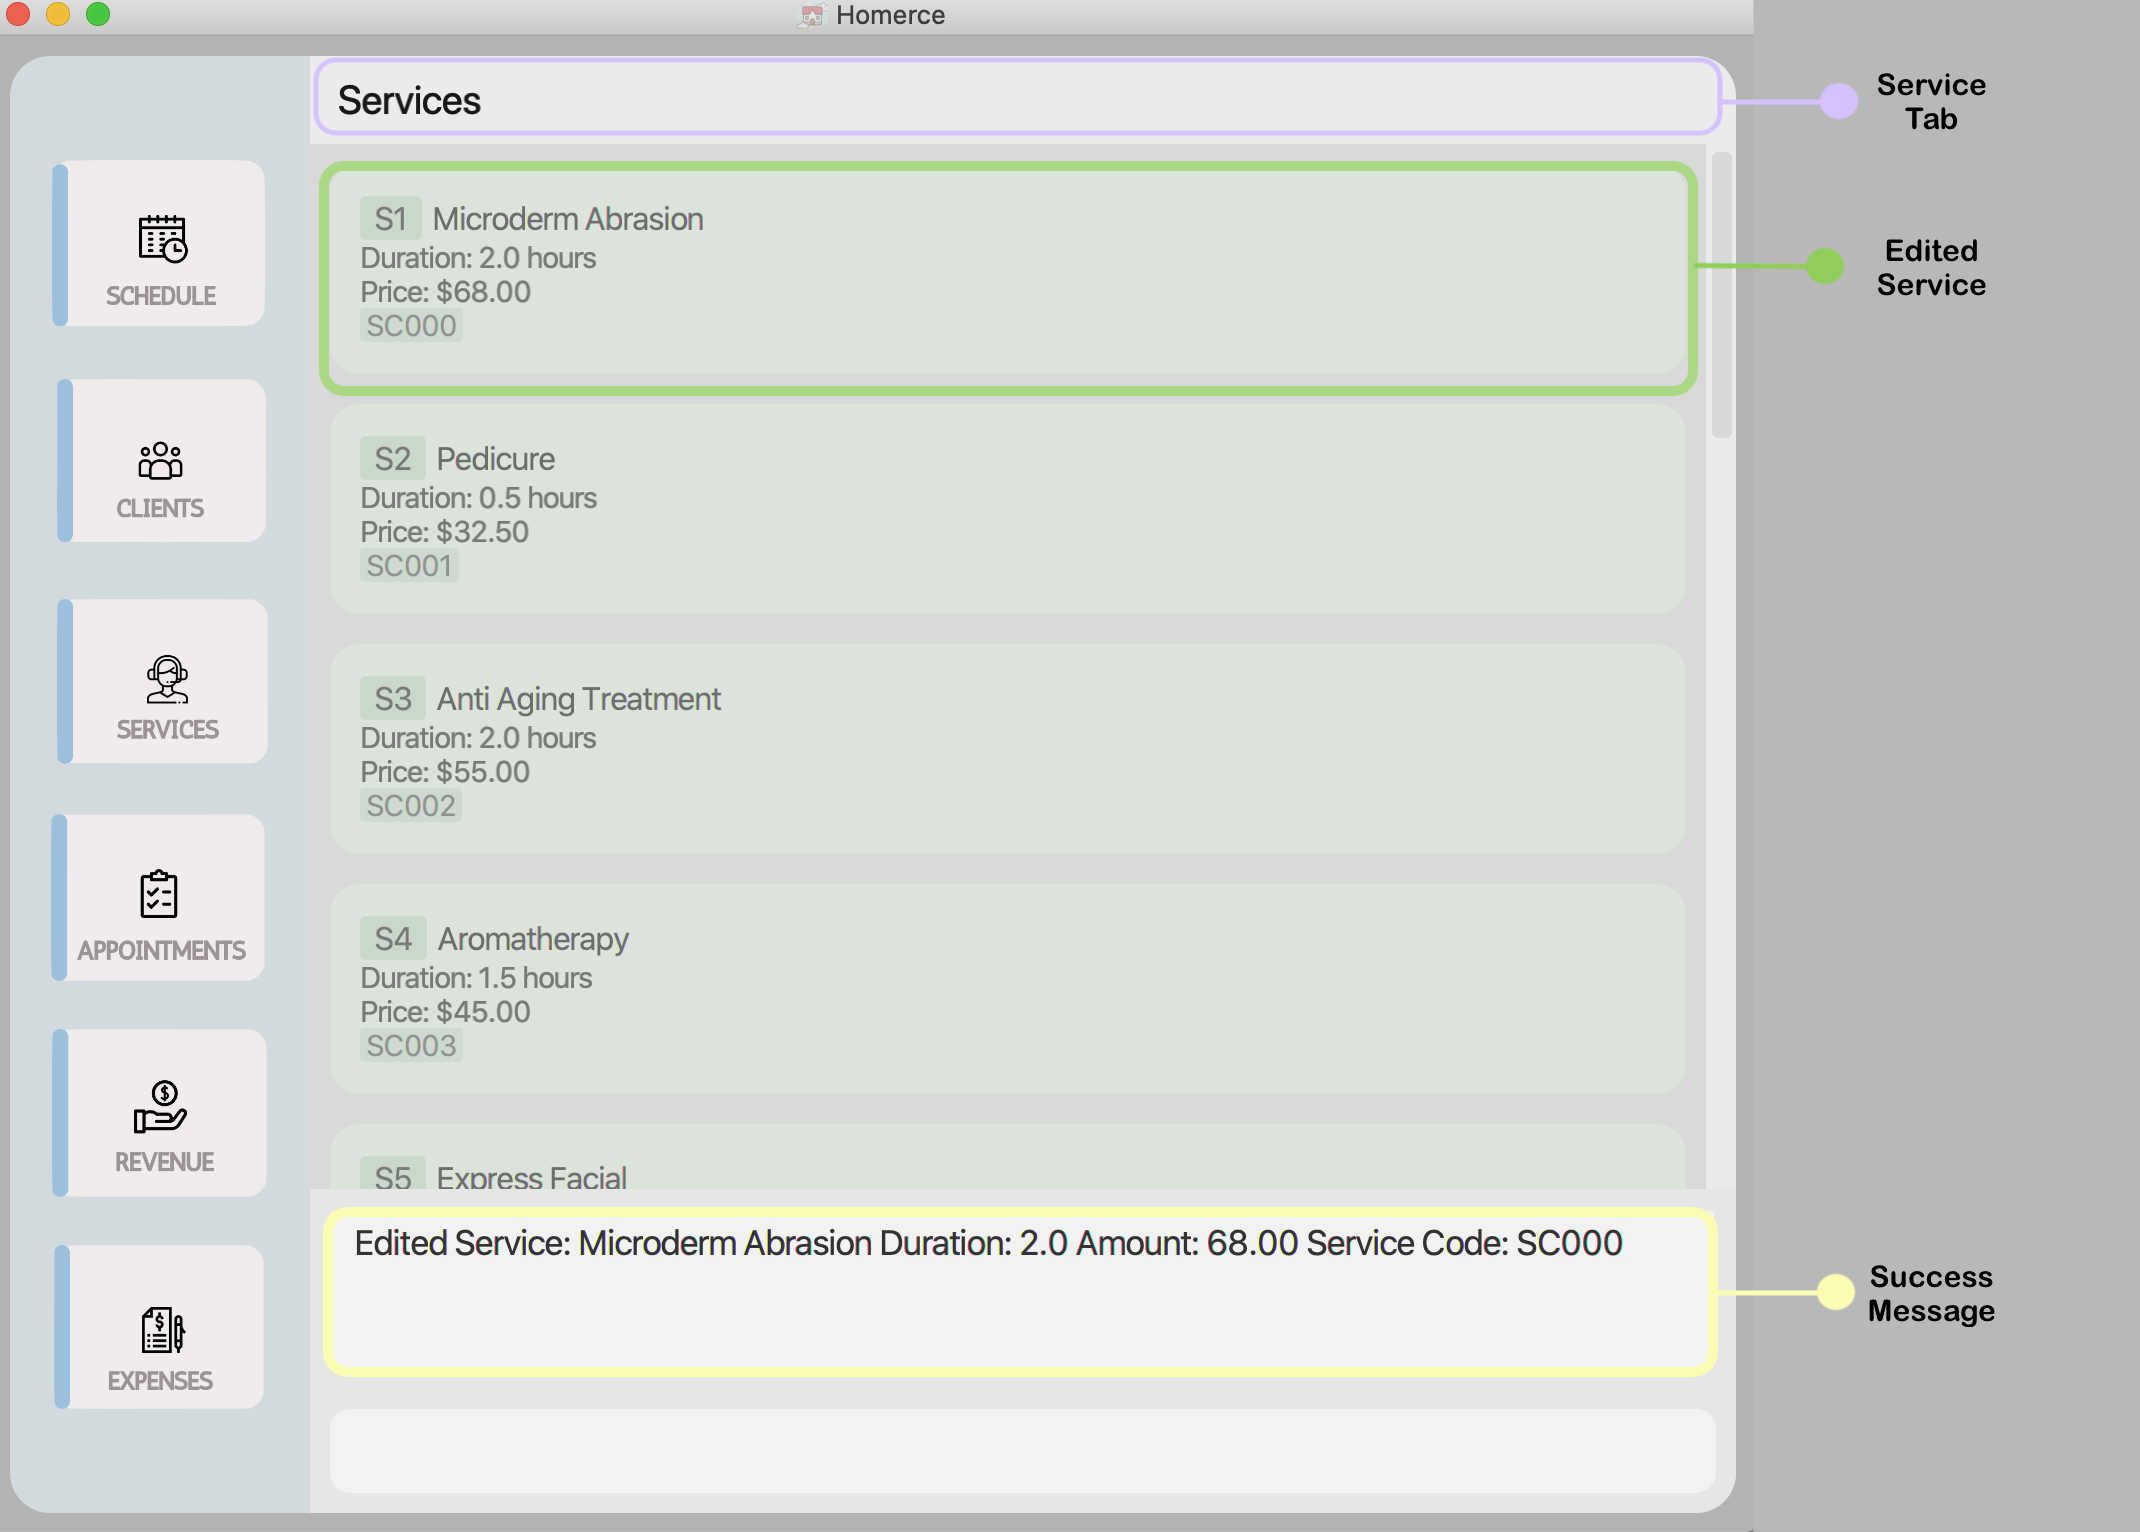 Homerce
Services
Service
Tab
SCHEDULE
CLIENTS
SERVICES
APPOINTMENTS
REVENUE
EXPENSES
S1 Microderm Abrasion
Duration: 2.0 hours
Price: $68.00
SC000
Edited
Service
S2 Pedicure
Duration: 0.5 hours
Price: $32.50
SC001
S3 Anti Aging Treatment
Duration: 2.0 hours
Price: $55.00
SC002
S4 Aromatherapy
Duration: 1.5 hours
Price: $45.00
SC003
S5 Express Facial
Edited Service: Microderm Abrasion Duration: 2.0 Amount: 68.00 Service Code: SC000
Success
Message